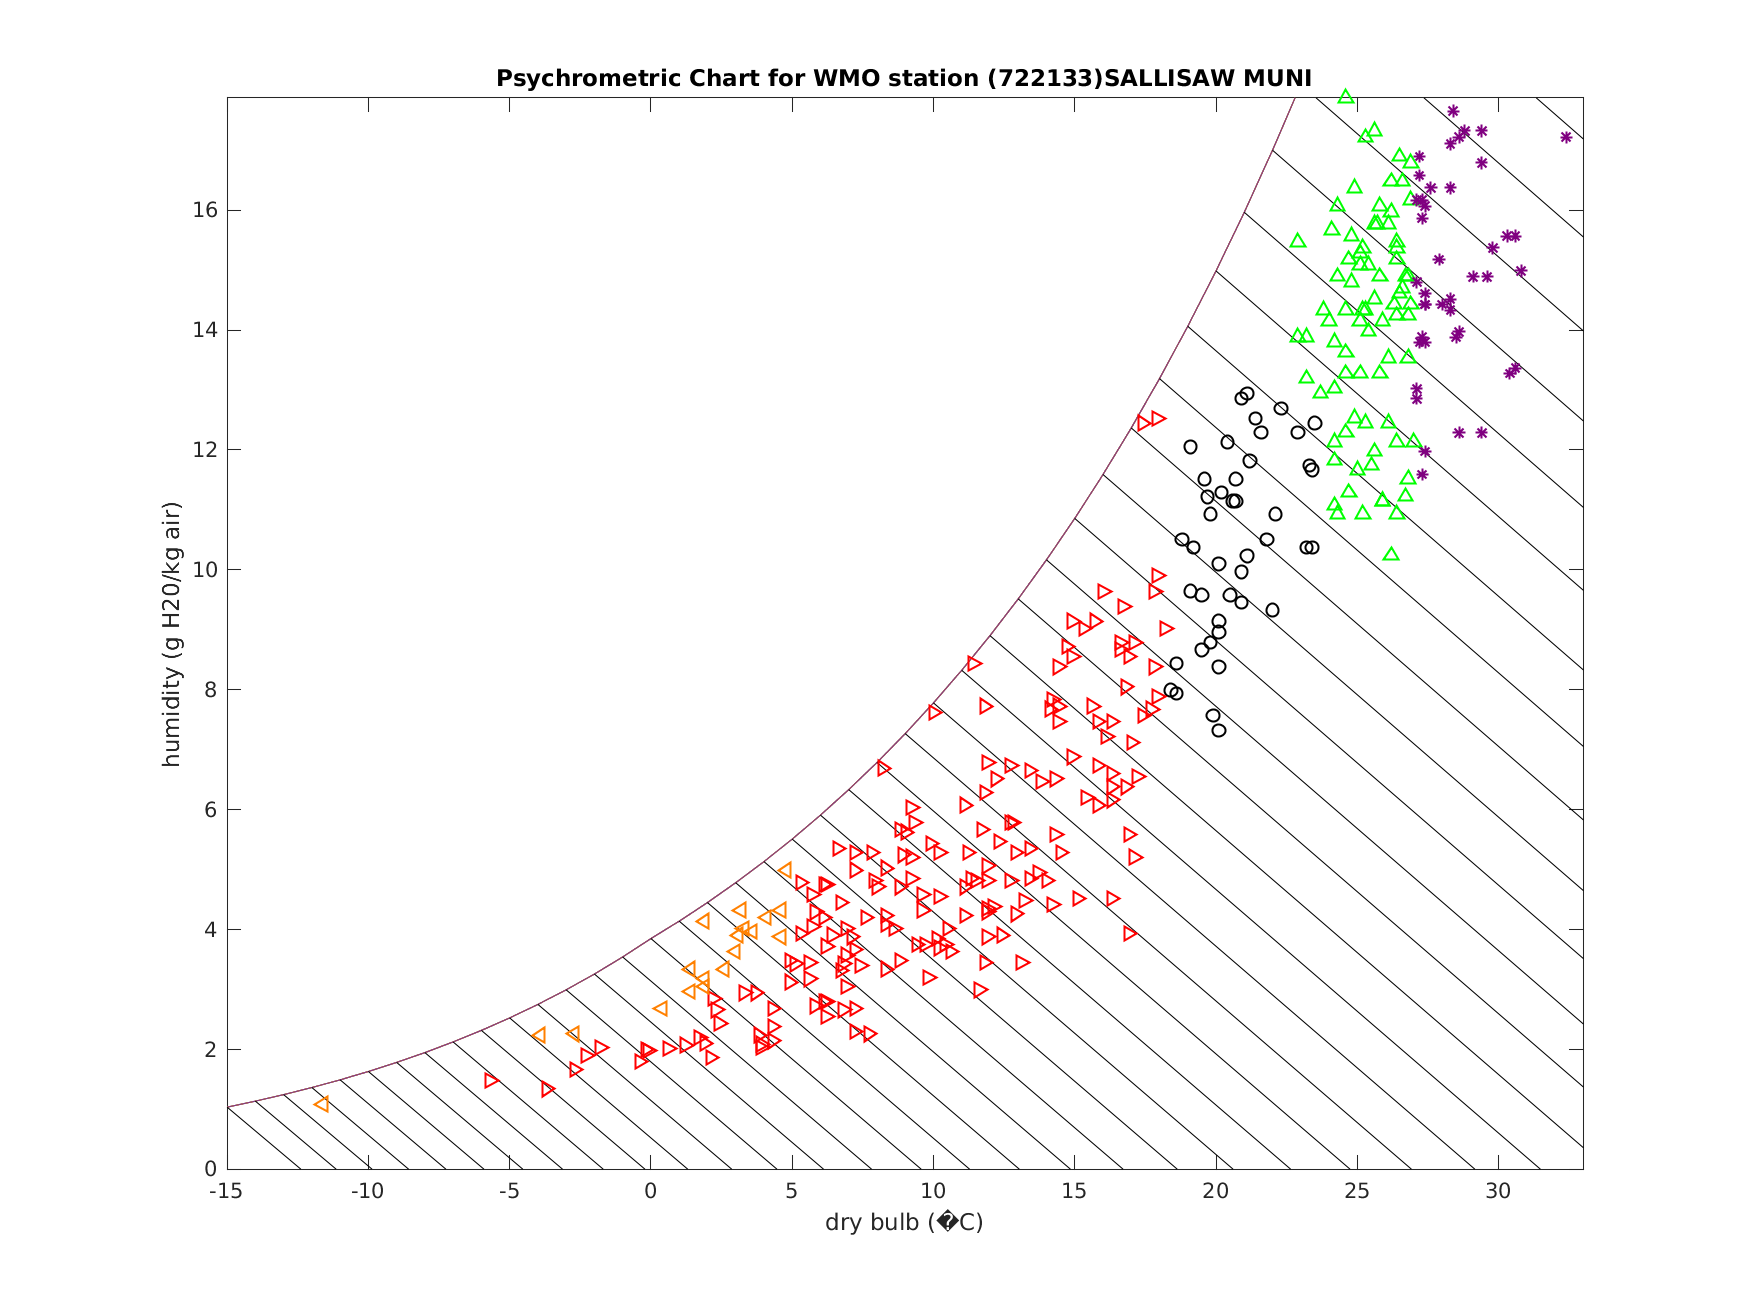 Psychrometric Chart for WMO station (722133)SALLISAW MUNI
16
14
12
10
8
6
4
2
0
humidity (g H20/kg air)
-15 -10 -5 0 5 10 15 20 25 30
dry bulb (�C)